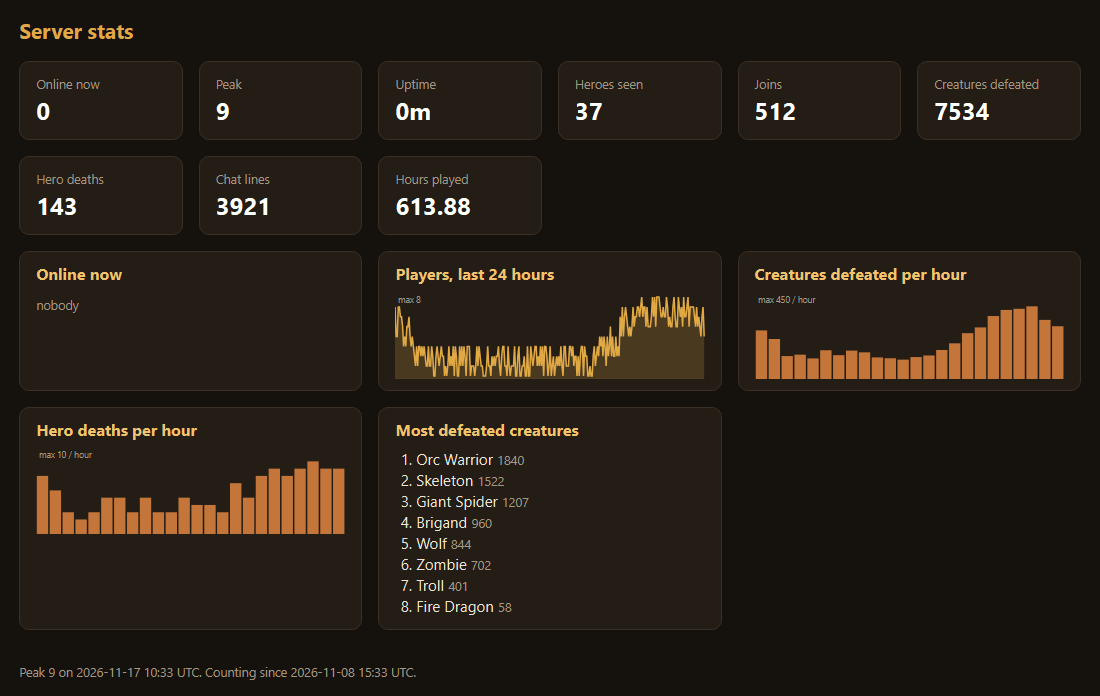 Server stats
Online now
0
Peak
9
Uptime
0m
Heroes seen
37
Joins
512
Creatures defeated
7534
Hero deaths
143
Chat lines
3921
Hours played
613.88
Online now
nobody
Players, last 24 hours
max 8
Creatures defeated per hour
max 450 / hour
Hero deaths per hour
max 10 / hour
Most defeated creatures
1. Orc Warrior 1840
2. Skeleton 1522
3. Giant Spider 1207
4. Brigand 960
5. Wolf 844
6. Zombie 702
7. Troll 401
8. Fire Dragon 58
Peak 9 on 2026-11-17 10:33 UTC. Counting since 2026-11-08 15:33 UTC.